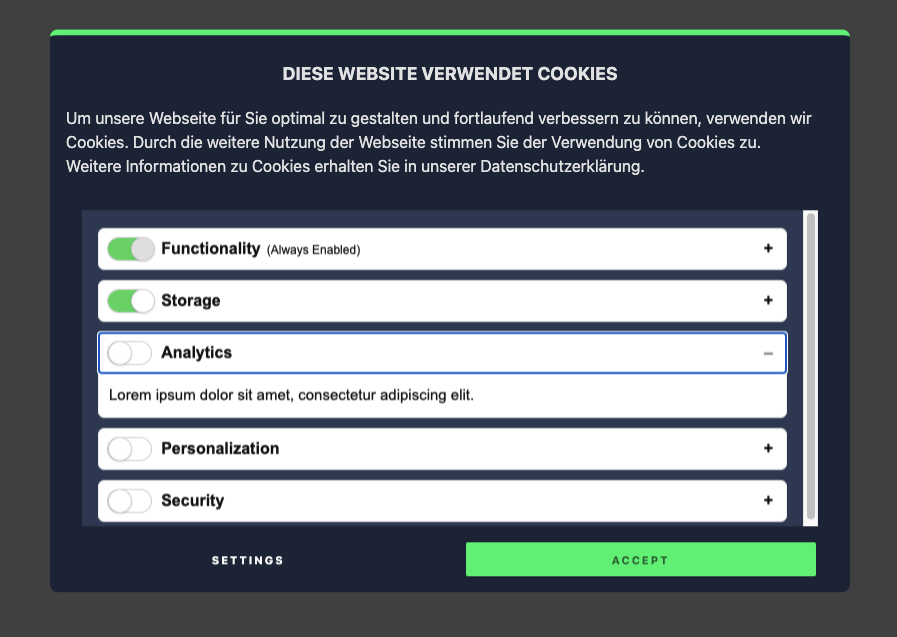 DIESE WEBSITE VERWENDET COOKIES
Um unsere Webseite für Sie optimal zu gestalten und fortlaufend verbessern zu können, verwenden wir
Cookies. Durch die weitere Nutzung der Webseite stimmen Sie der Verwendung von Cookies zu.
Weitere Informationen zu Cookies erhalten Sie in unserer Datenschutzerklärung.
Functionality (Always Enabled) +
Storage +
Analytics −
Lorem ipsum dolor sit amet, consectetur adipiscing elit.
Personalization +
Security +
SETTINGS ACCEPT